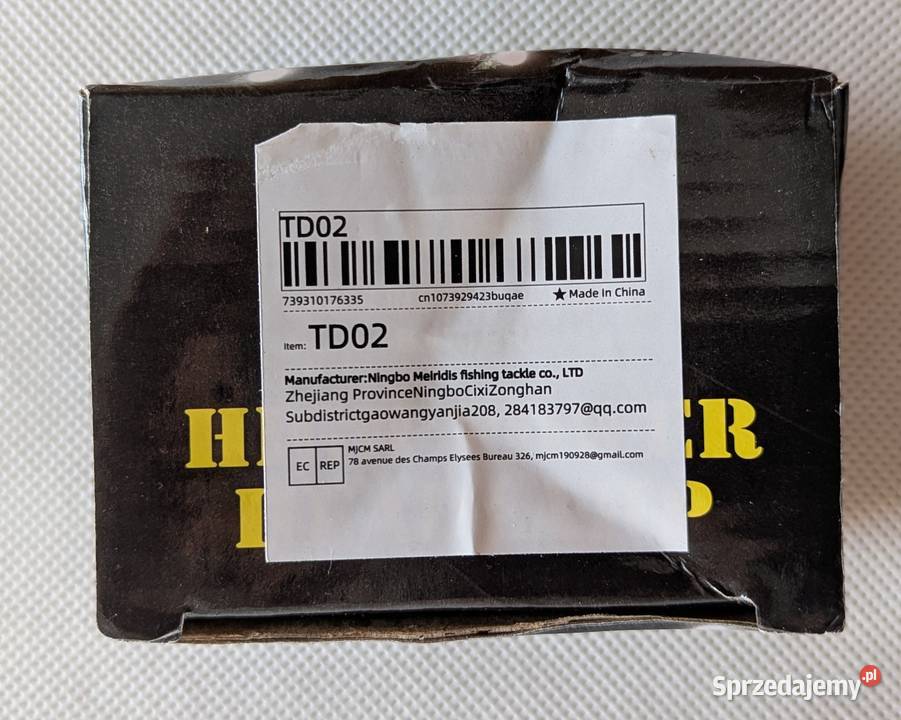 TD02
739310176335 cn1073929423buqae ★ Made In China
Item: TD02
Manufacturer:Ningbo Meiridis fishing tackle co., LTD
Zhejiang ProvinceNingboCixiZonghan
Subdistrictgaowangyanjia208, 284183797@qq.com
EC REP
MJCM SARL
78 avenue des Champs Elysees Bureau 326, mjcm190928@gmail.com
Sprzedajemy.pl